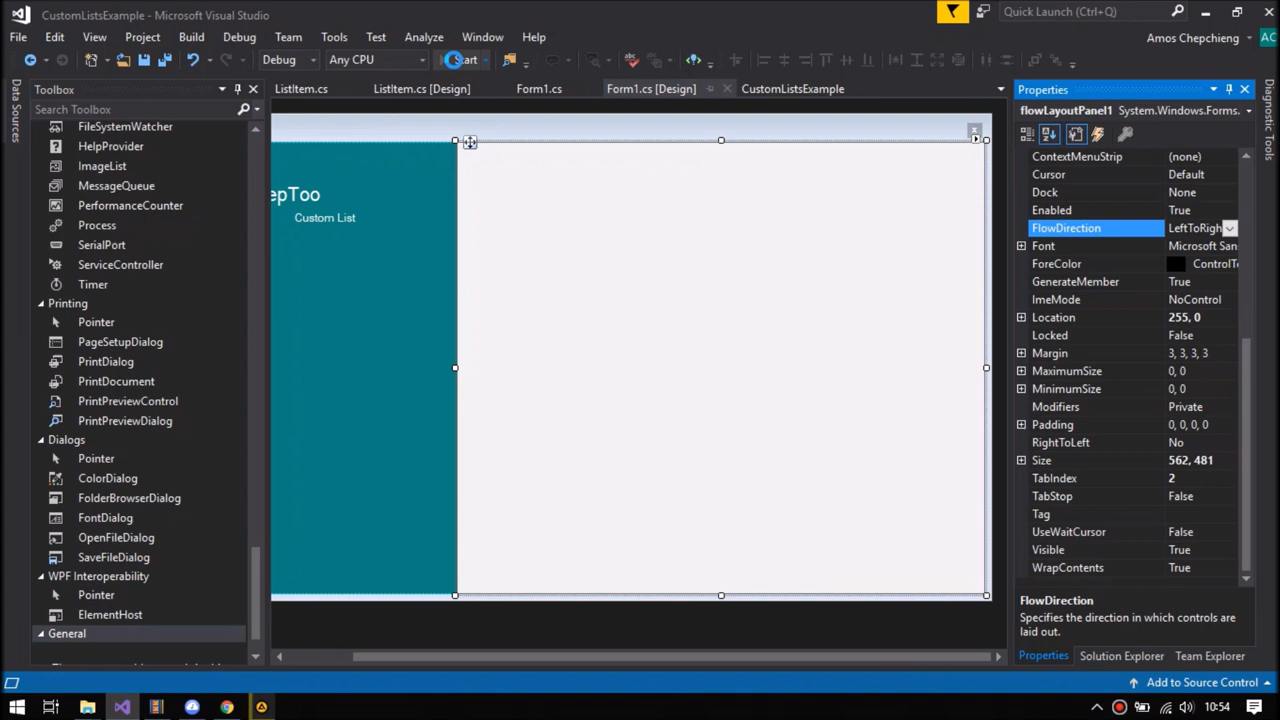 CustomListsExample - Microsoft Visual Studio
Quick Launch (Ctrl+Q)
File Edit View Project Build Debug Team Tools Test Analyze Window Help
Amos Chepchieng AC
Debug Any CPU Start
Data Sources
Toolbox
Search Toolbox
FileSystemWatcher
HelpProvider
ImageList
MessageQueue
PerformanceCounter
Process
SerialPort
ServiceController
Timer
Printing
Pointer
PageSetupDialog
PrintDialog
PrintDocument
PrintPreviewControl
PrintPreviewDialog
Dialogs
Pointer
ColorDialog
FolderBrowserDialog
FontDialog
OpenFileDialog
SaveFileDialog
WPF Interoperability
Pointer
ElementHost
General
ListItem.cs ListItem.cs [Design] Form1.cs Form1.cs [Design] CustomListsExample
epToo
Custom List
Properties
flowLayoutPanel1 System.Windows.Forms.
ContextMenuStrip (none)
Cursor Default
Dock None
Enabled True
FlowDirection LeftToRigh
Font Microsoft San
ForeColor ControlTe
GenerateMember True
ImeMode NoControl
Location 255, 0
Locked False
Margin 3, 3, 3, 3
MaximumSize 0, 0
MinimumSize 0, 0
Modifiers Private
Padding 0, 0, 0, 0
RightToLeft No
Size 562, 481
TabIndex 2
TabStop False
Tag
UseWaitCursor False
Visible True
WrapContents True
FlowDirection
Specifies the direction in which controls are
laid out.
Properties Solution Explorer Team Explorer
Diagnostic Tools
Add to Source Control
10:54